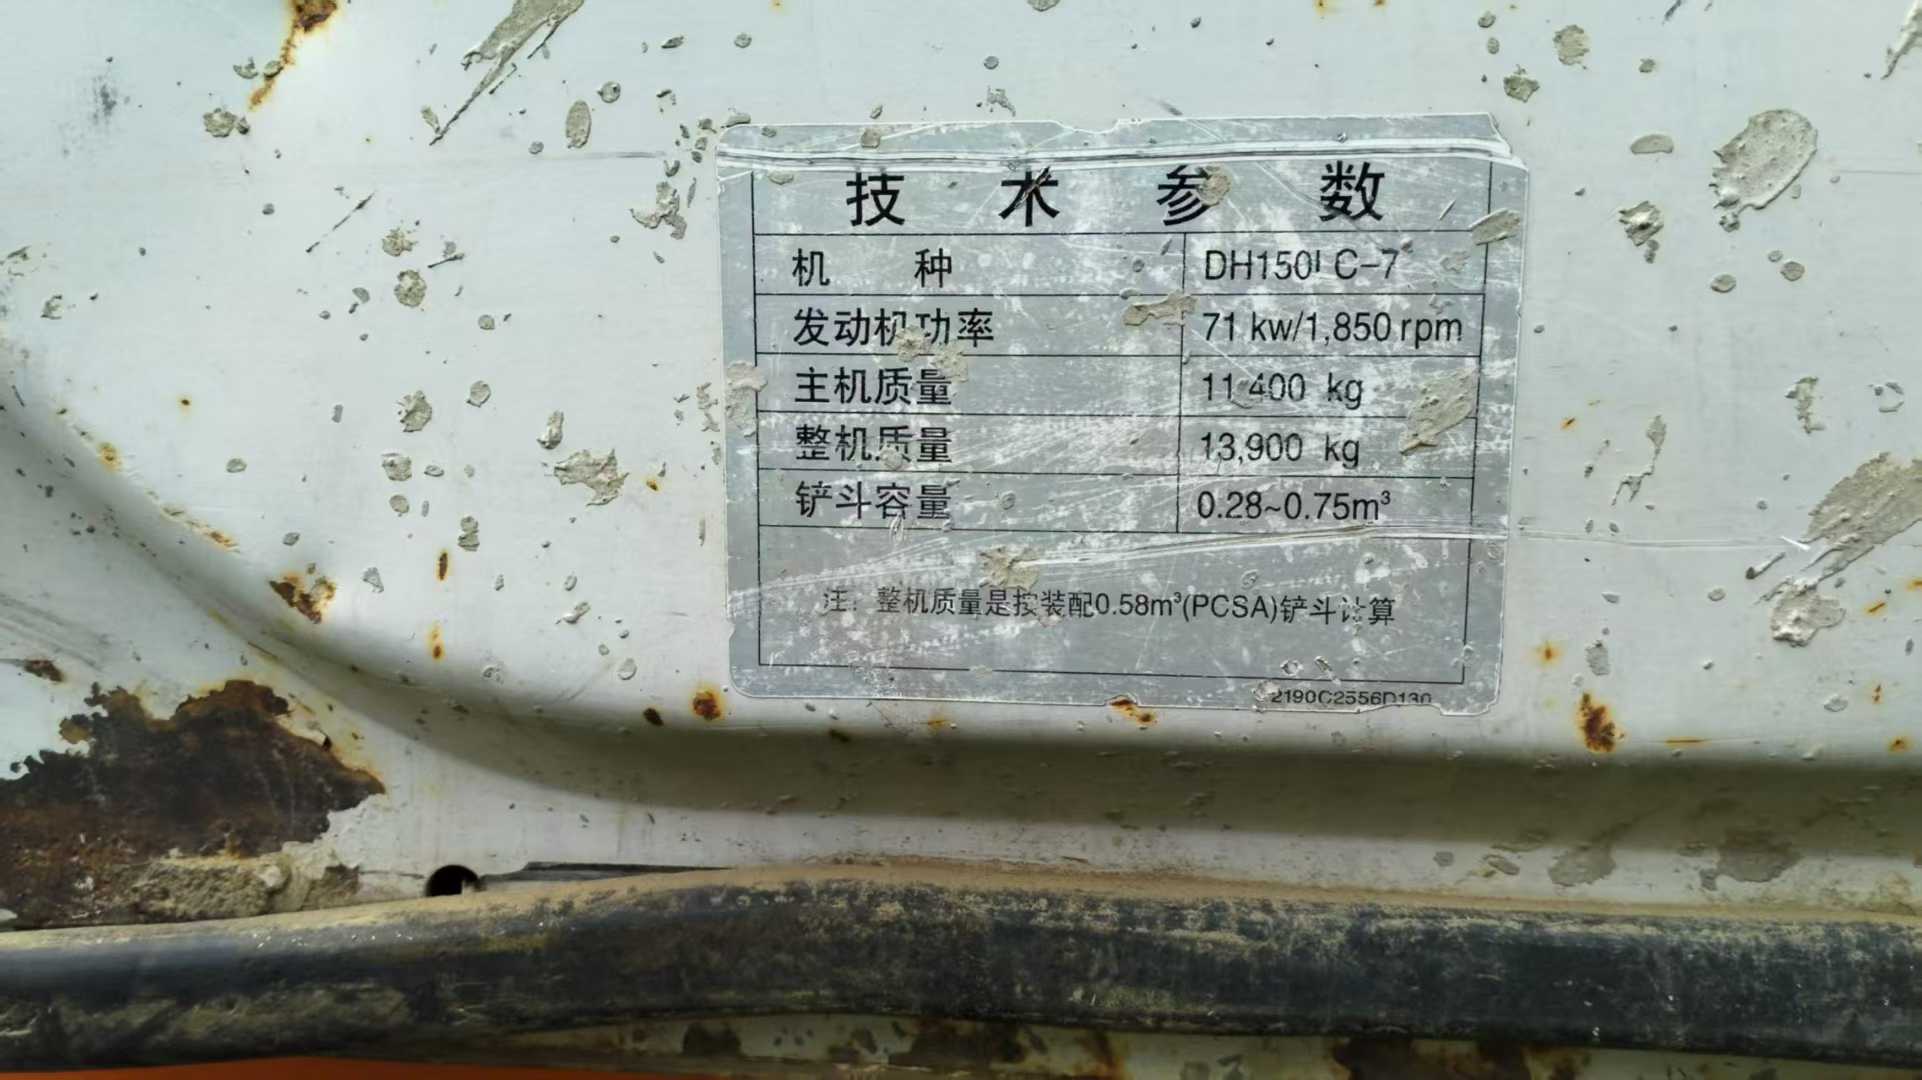 技术参数
机种 DH150LC-7
发动机功率 71 kw/1,850 rpm
主机质量 11,400 kg
整机质量 13,900 kg
铲斗容量 0.28~0.75m³
注：整机质量是按装配0.58m³(PCSA)铲斗计算
2190C2556D130